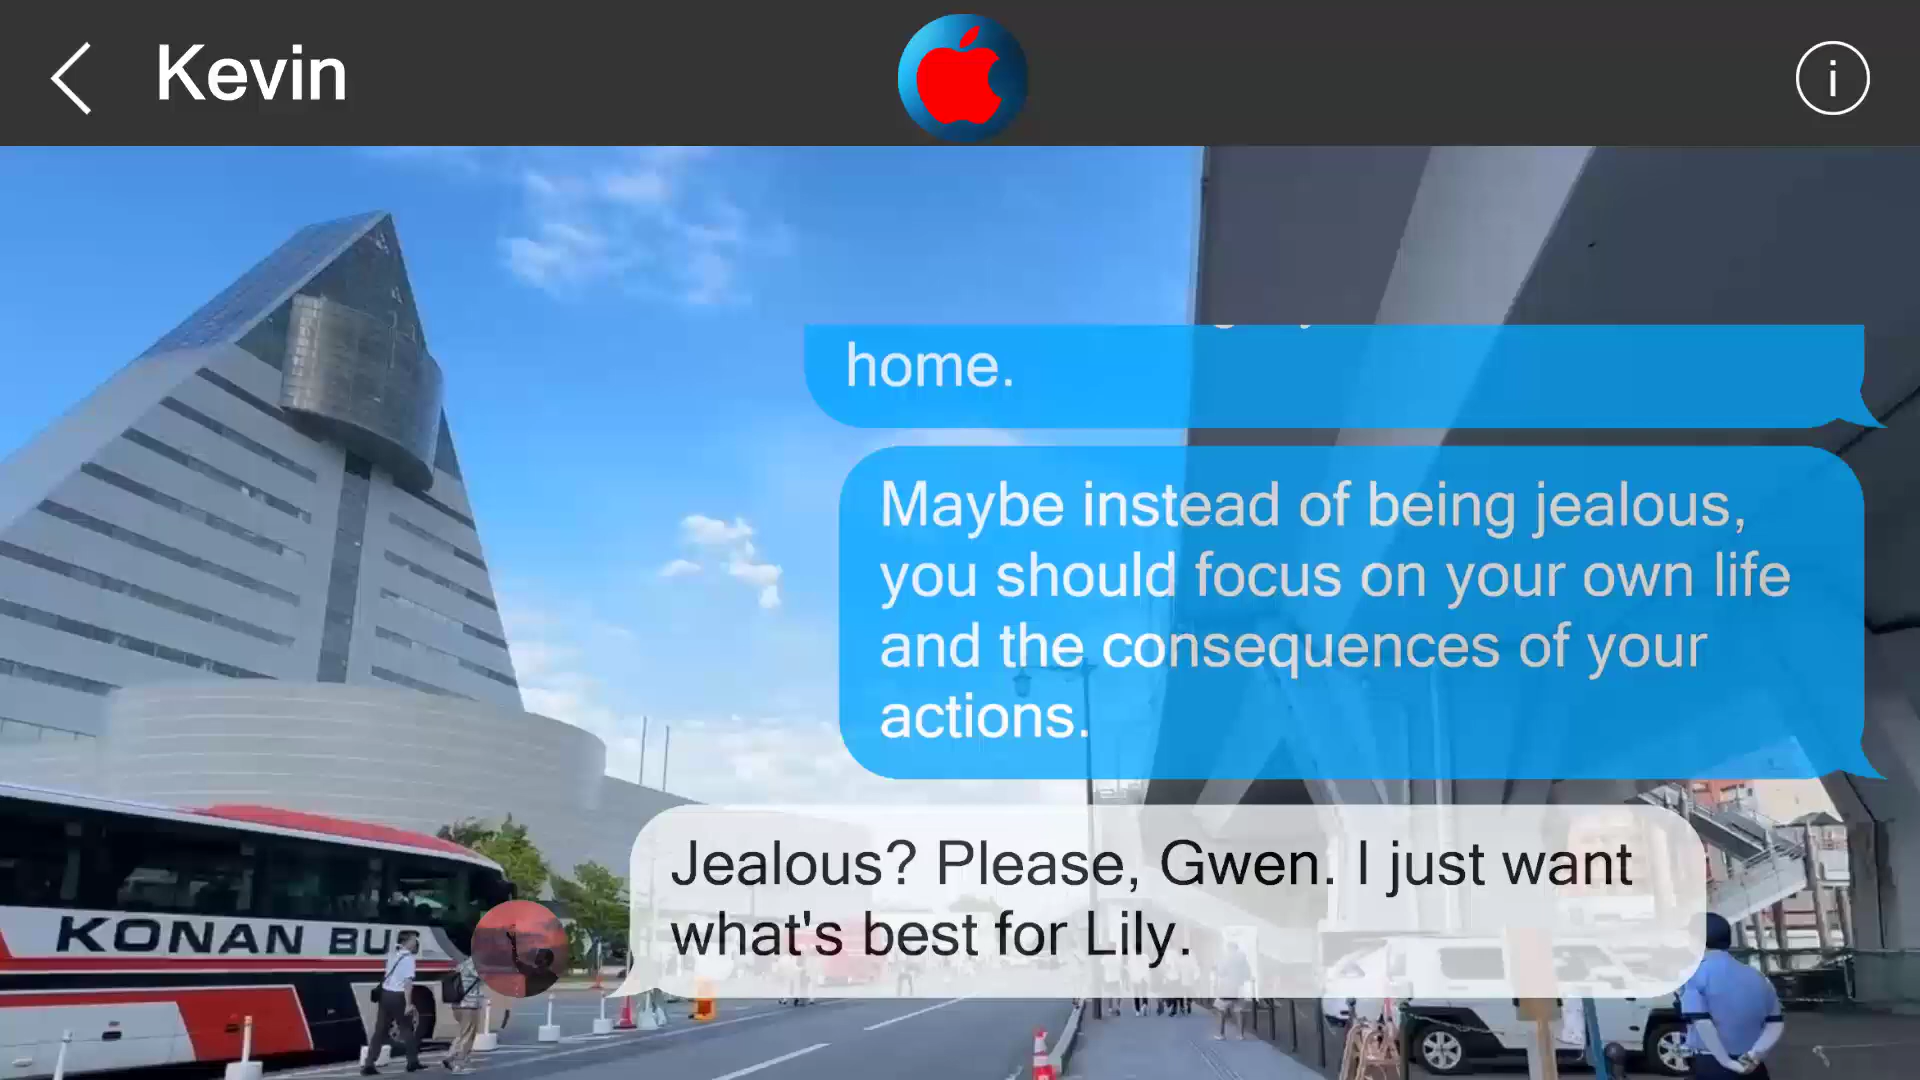 Kevin
i
home.
Maybe instead of being jealous,
you should focus on your own life
and the consequences of your
actions.
Jealous? Please, Gwen. I just want
what's best for Lily.
KONAN BUS